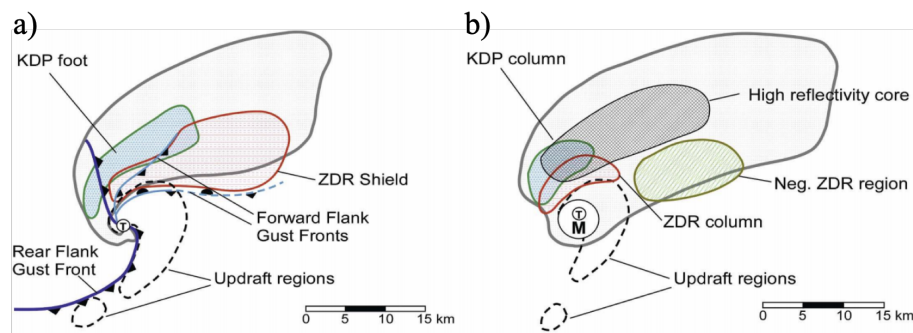 a)
KDP foot
ZDR Shield
Forward Flank
Gust Fronts
T
Rear Flank
Gust Front
Updraft regions
0 5 10 15 km
b)
KDP column
High reflectivity core
Neg. ZDR region
ZDR column
T
M
Updraft regions
0 5 10 15 km